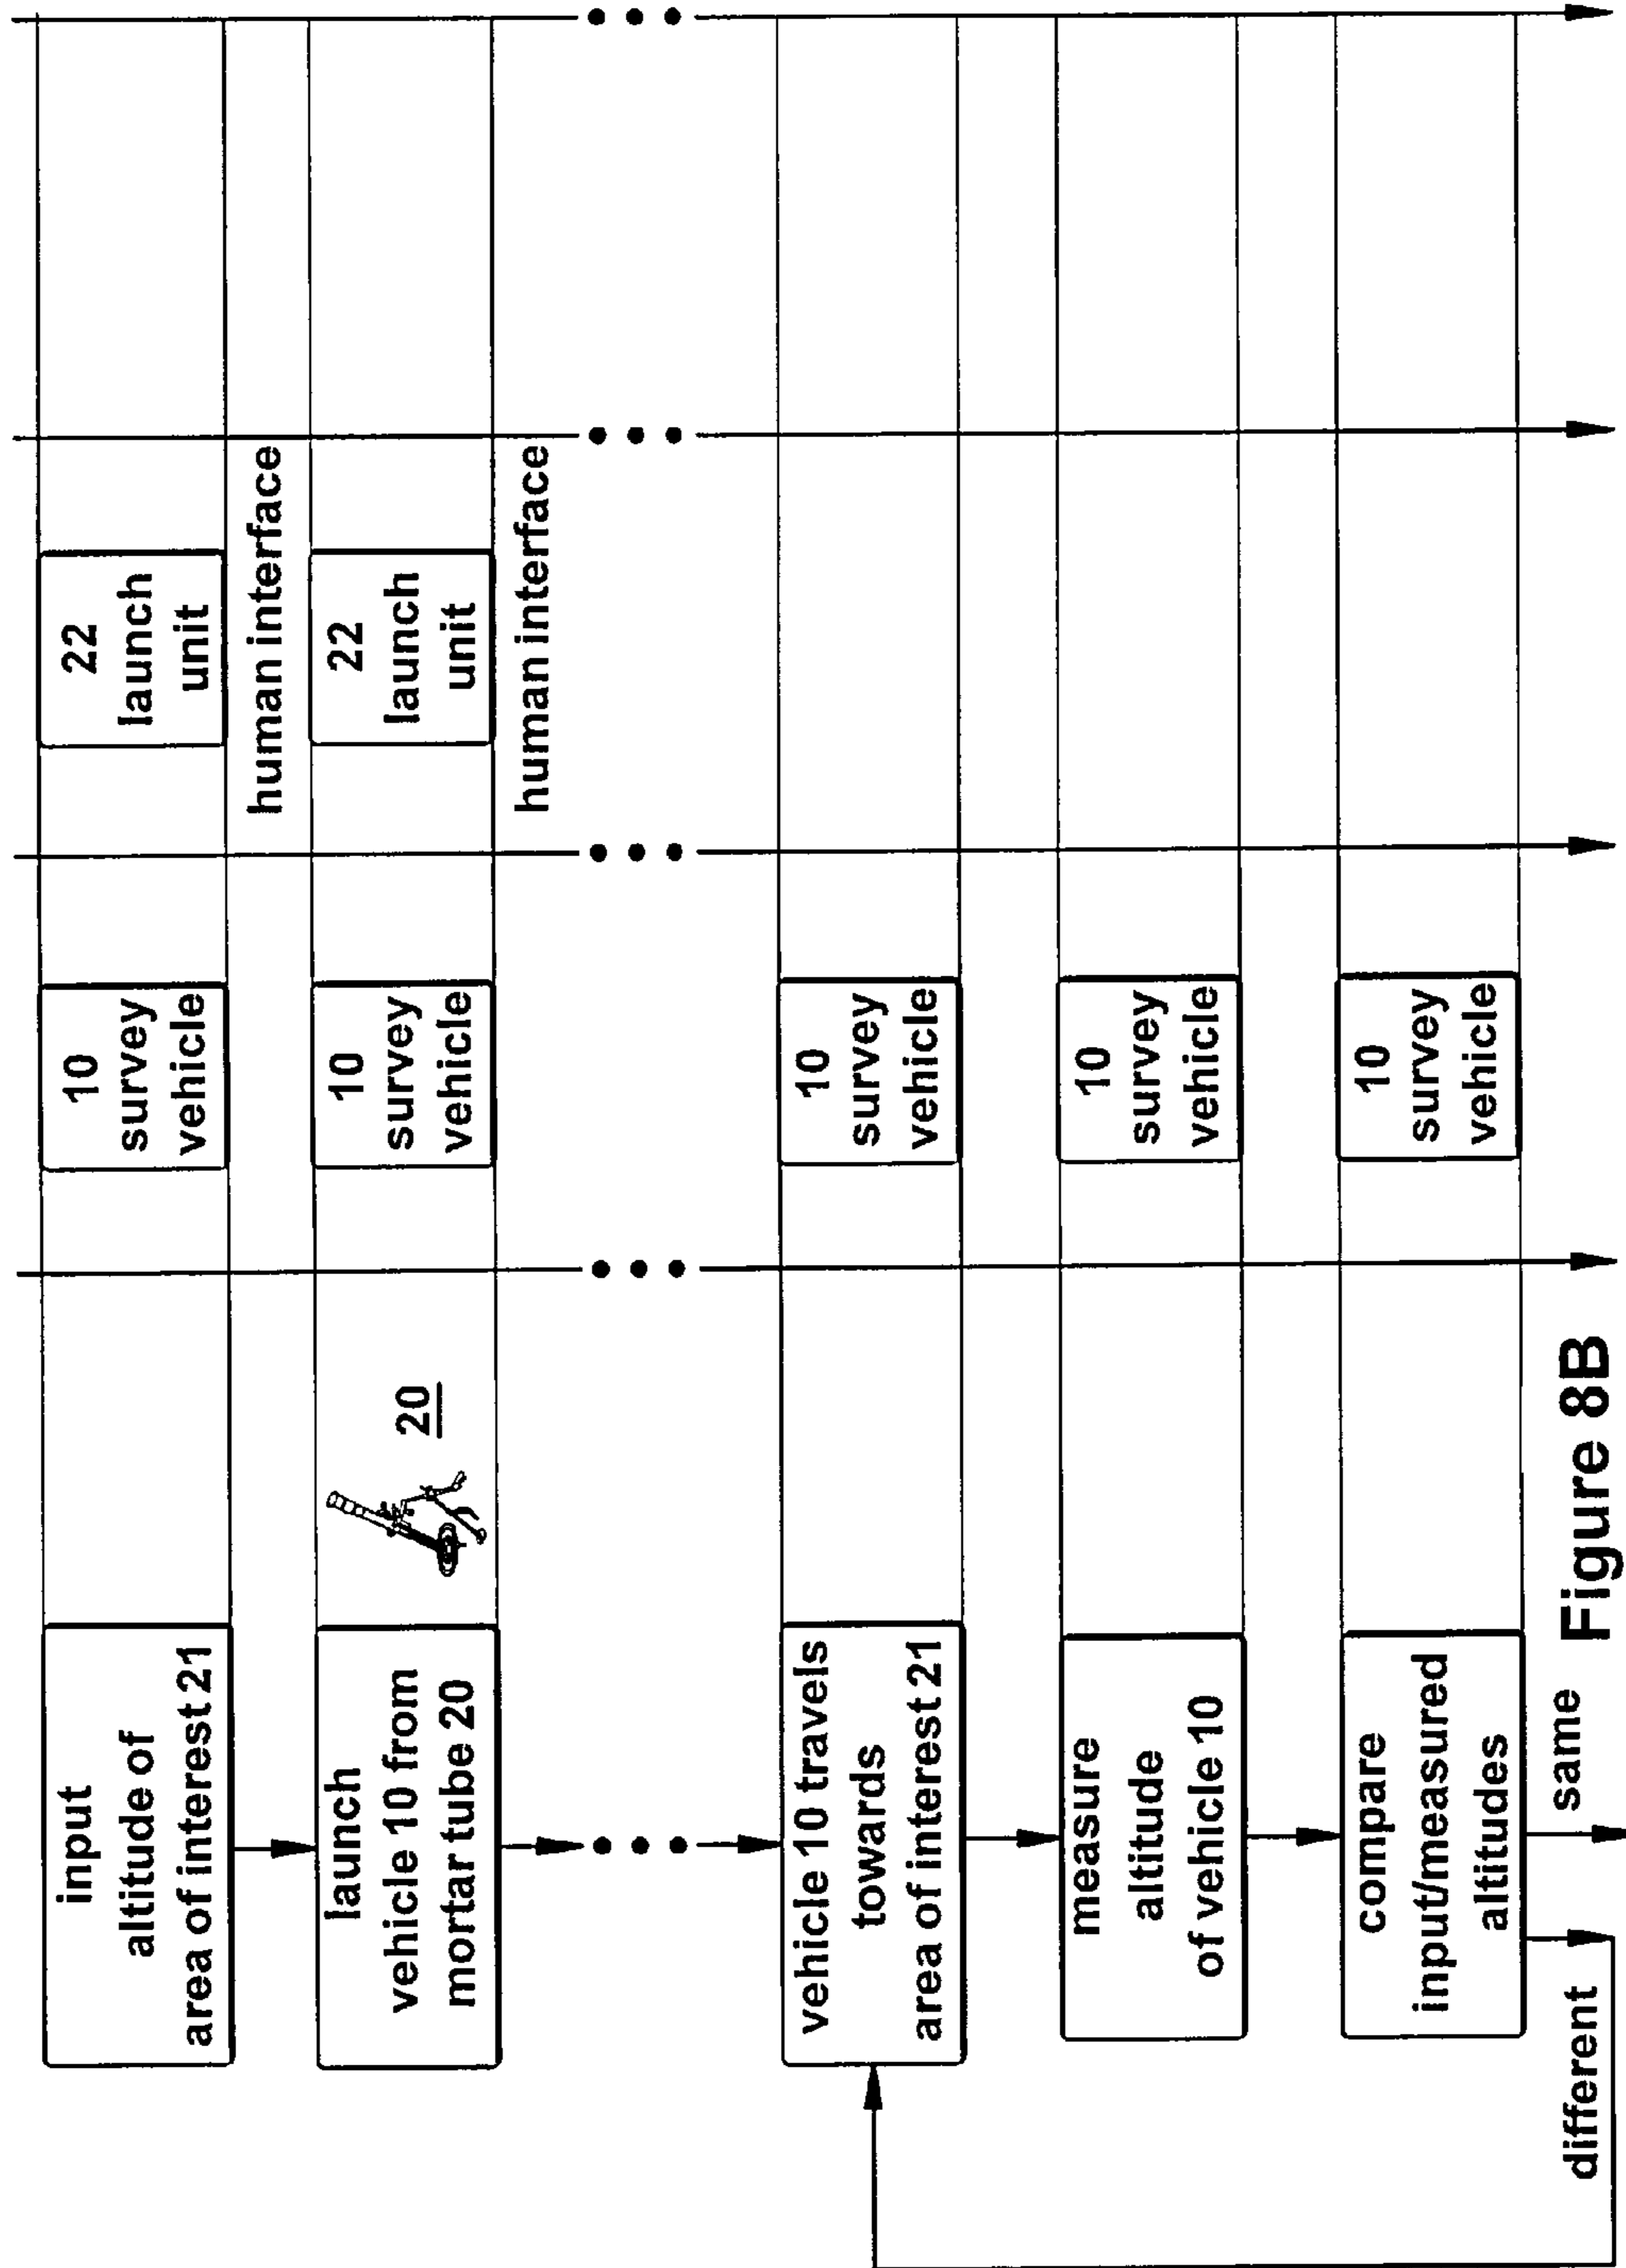 input
altitude of
area of interest 21
10
survey
vehicle
22
launch
unit
human interface
launch
vehicle 10 from
mortar tube 20
20
10
survey
vehicle
22
launch
unit
human interface
vehicle 10 travels
towards
area of interest 21
10
survey
vehicle
measure
altitude
of vehicle 10
10
survey
vehicle
compare
input/measured
altitudes
10
survey
vehicle
different
same
Figure 8B